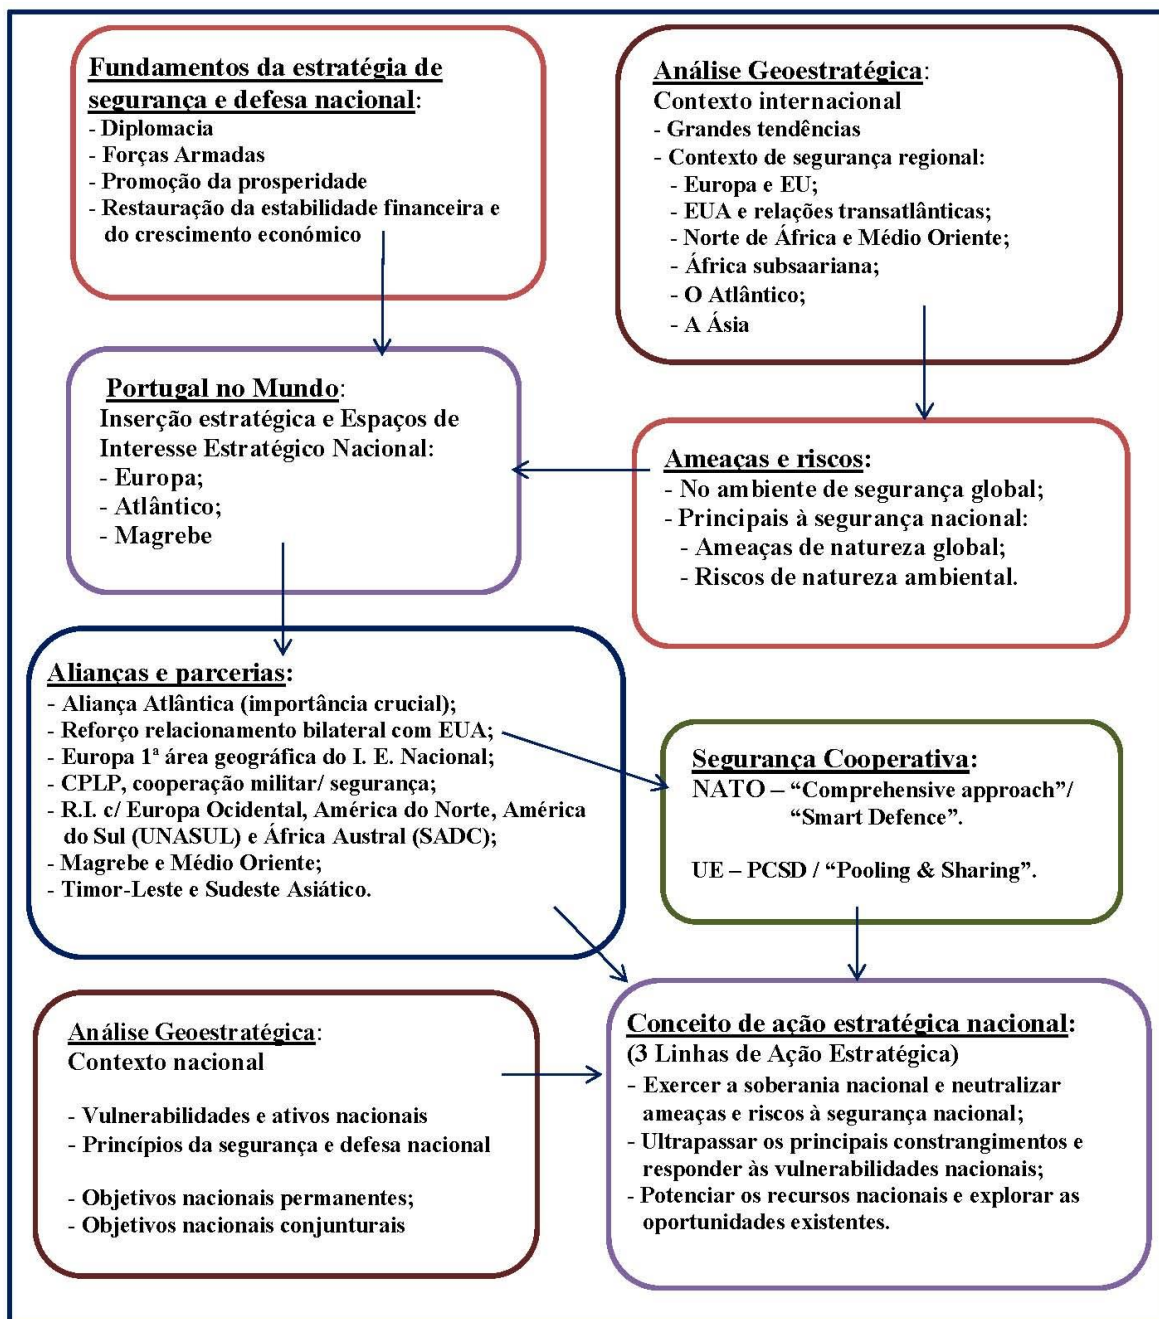 Fundamentos da estratégia de
segurança e defesa nacional:
- Diplomacia
- Forças Armadas
- Promoção da prosperidade
- Restauração da estabilidade financeira e
do crescimento económico
Análise Geoestratégica:
Contexto internacional
- Grandes tendências
- Contexto de segurança regional:
- Europa e EU;
- EUA e relações transatlânticas;
- Norte de África e Médio Oriente;
- África subsaariana;
- O Atlântico;
- A Ásia
Portugal no Mundo:
Inserção estratégica e Espaços de
Interesse Estratégico Nacional:
- Europa;
- Atlântico;
- Magrebe
Ameaças e riscos:
- No ambiente de segurança global;
- Principais à segurança nacional:
- Ameaças de natureza global;
- Riscos de natureza ambiental.
Alianças e parcerias:
- Aliança Atlântica (importância crucial);
- Reforço relacionamento bilateral com EUA;
- Europa 1ª área geográfica do I. E. Nacional;
- CPLP, cooperação militar/ segurança;
- R.I. c/ Europa Ocidental, América do Norte, América
do Sul (UNASUL) e África Austral (SADC);
- Magrebe e Médio Oriente;
- Timor-Leste e Sudeste Asiático.
Segurança Cooperativa:
NATO – “Comprehensive approach”/
“Smart Defence”.
UE – PCSD / “Pooling & Sharing”.
Análise Geoestratégica:
Contexto nacional
- Vulnerabilidades e ativos nacionais
- Princípios da segurança e defesa nacional
- Objetivos nacionais permanentes;
- Objetivos nacionais conjunturais
Conceito de ação estratégica nacional:
(3 Linhas de Ação Estratégica)
- Exercer a soberania nacional e neutralizar
ameaças e riscos à segurança nacional;
- Ultrapassar os principais constrangimentos e
responder às vulnerabilidades nacionais;
- Potenciar os recursos nacionais e explorar as
oportunidades existentes.